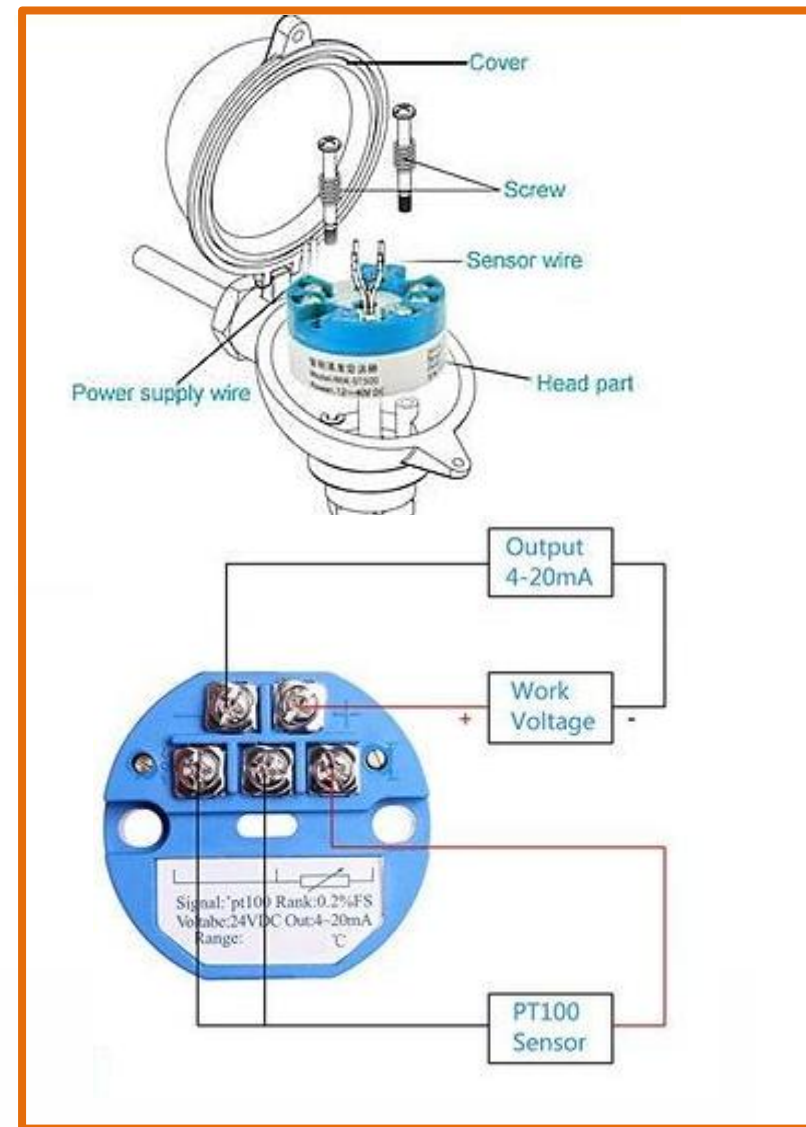 Cover
Screw
Sensor wire
Power supply wire
Head part
Output
4-20mA
Work
Voltage
+
-
Signal:'pt100 Rank:0.2%FS
Voltabe:24VDC Out:4~20mA
Range: ℃
PT100
Sensor